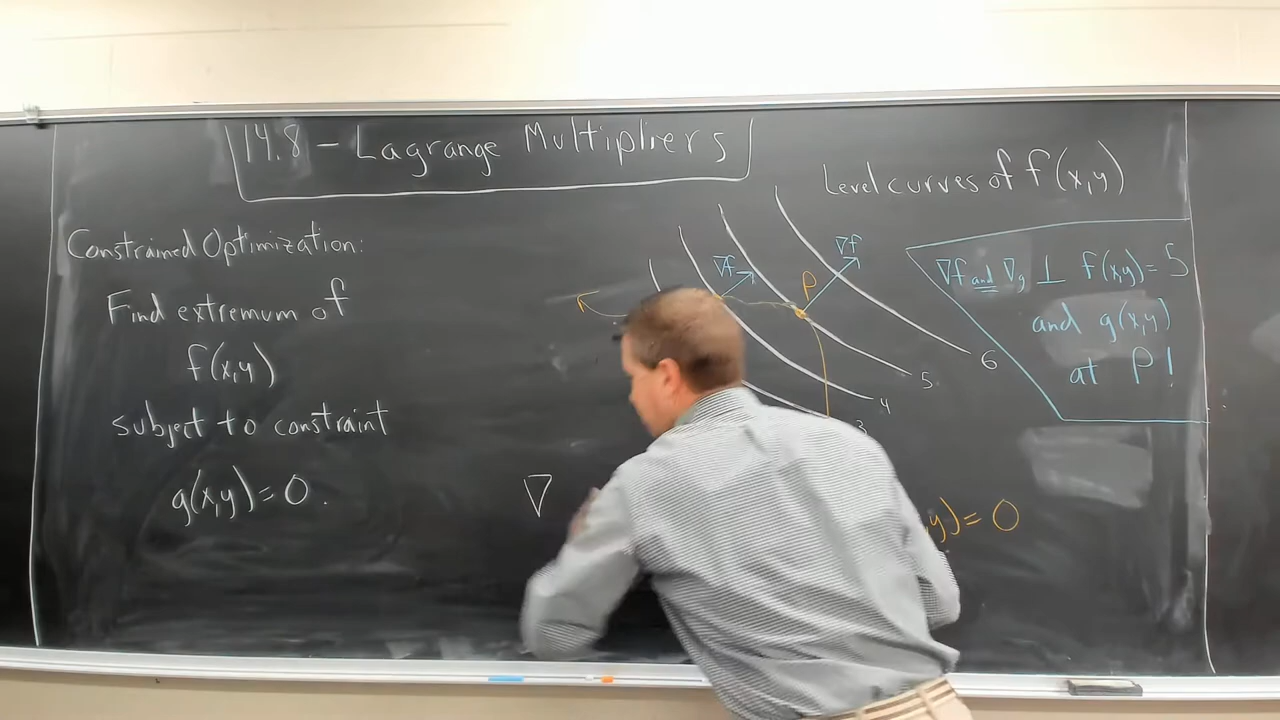 14.8 - Lagrange Multipliers
Constrained Optimization:
Find extremum of
f(x,y)
subject to constraint
g(x,y)=0.
Level curves of f(x,y)
∇f
∇f
P
6
5
4
3
∇f and ∇g ⊥ f(x,y)=5
and g(x,y)
at P!
∇
y)=0